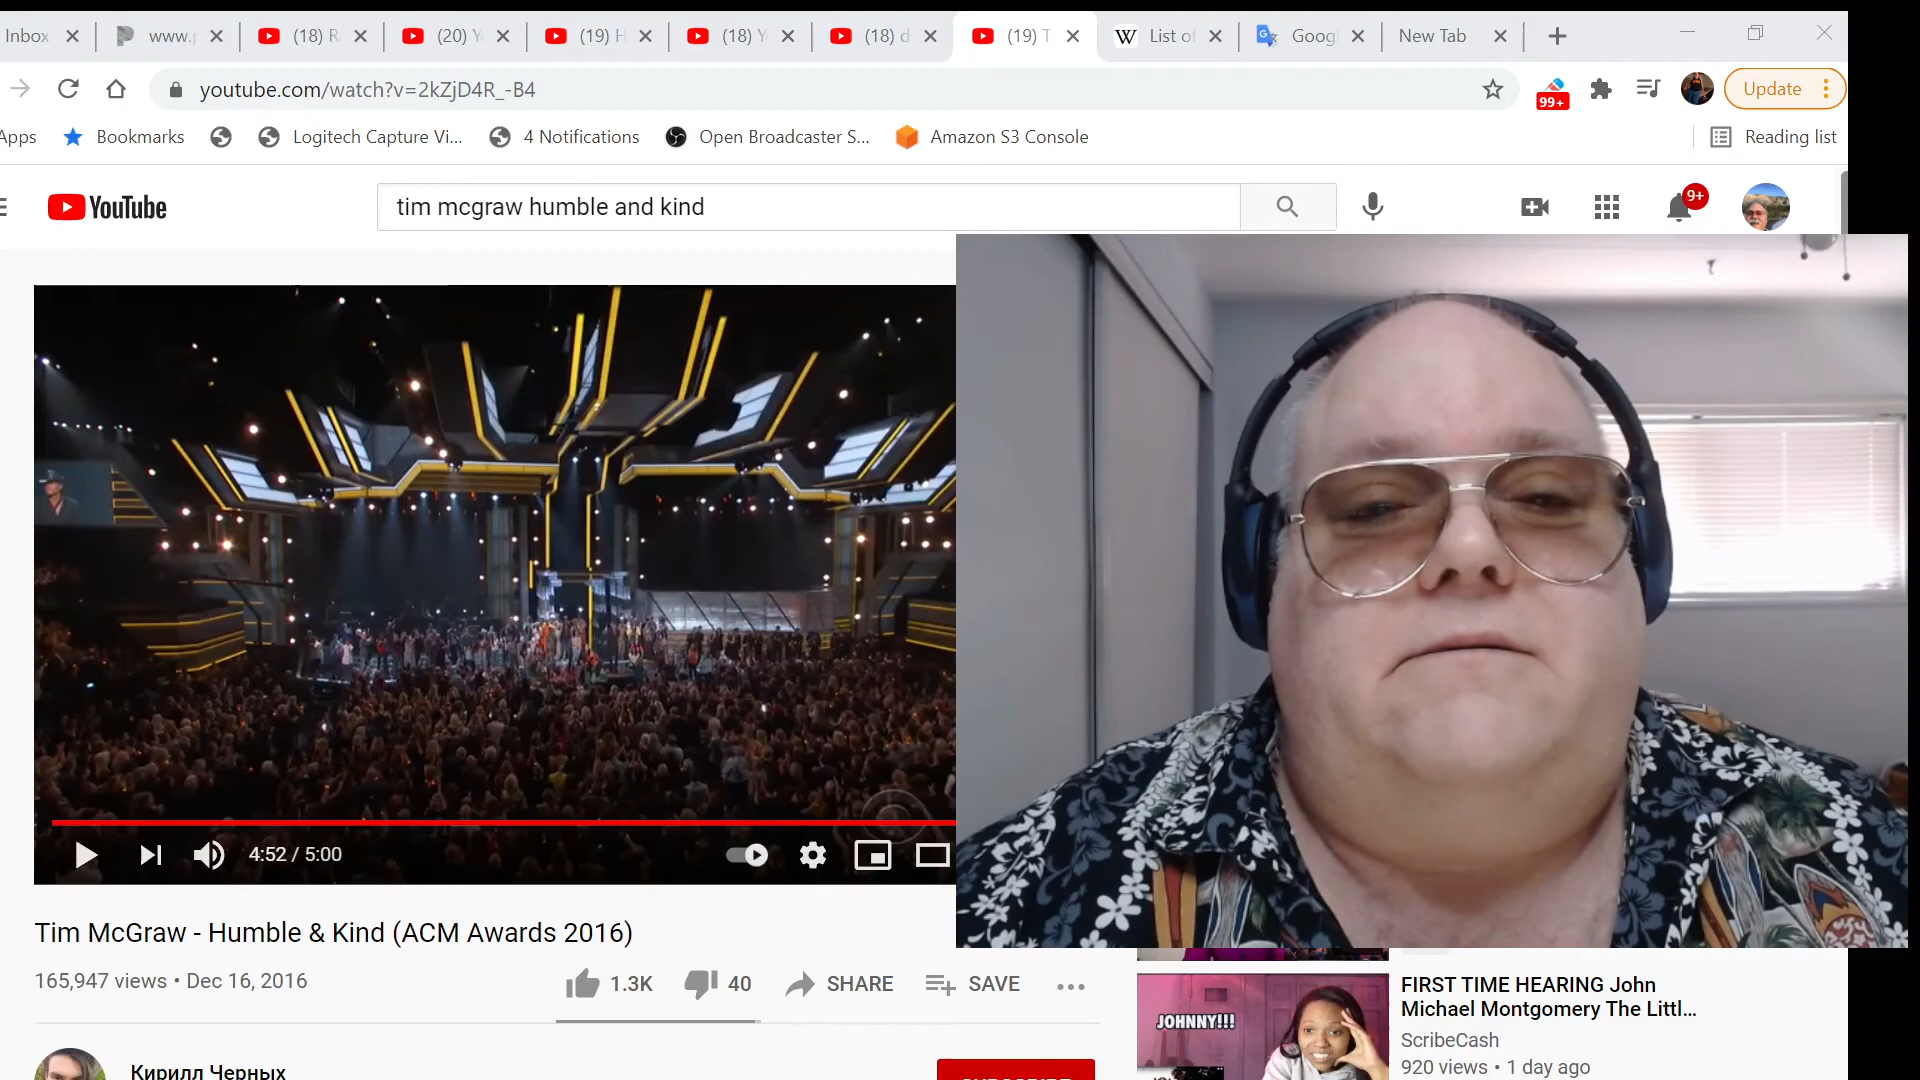 Inbox www. (18) R (20) Y (19) H (18) Y (18) d (19) T List of Goog New Tab
youtube.com/watch?v=2kZjD4R_-B4
99+
Update
Apps Bookmarks Logitech Capture Vi... 4 Notifications Open Broadcaster S... Amazon S3 Console Reading list
YouTube
tim mcgraw humble and kind
9+
4:52 / 5:00
Tim McGraw - Humble & Kind (ACM Awards 2016)
165,947 views • Dec 16, 2016
1.3K 40 SHARE SAVE
Кирилл Черных
JOHNNY!!!
FIRST TIME HEARING John
Michael Montgomery The Littl...
ScribeCash
920 views • 1 day ago